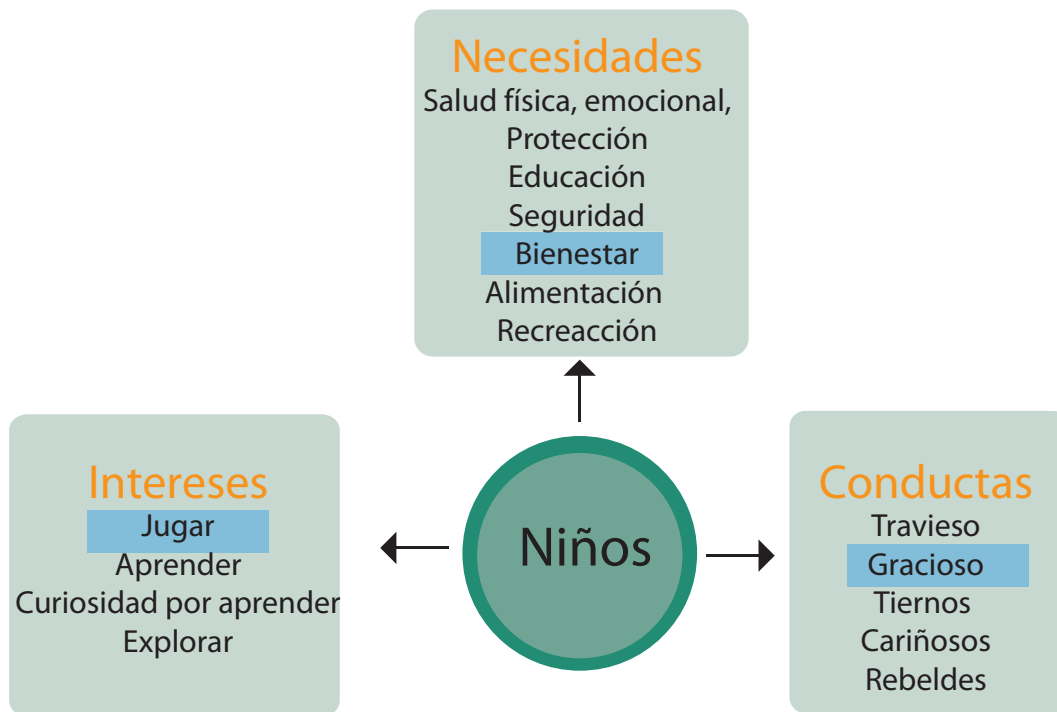 Necesidades
Salud física, emocional,
Protección
Educación
Seguridad
Bienestar
Alimentación
Recreacción
Intereses
Jugar
Aprender
Curiosidad por aprender
Explorar
Niños
Conductas
Travieso
Gracioso
Tiernos
Cariñosos
Rebeldes